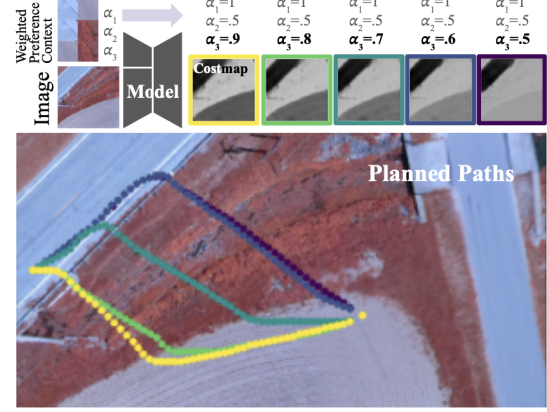 Weighted
Preference
Context
α₁
α₂
α₃
α₁=1 α₁=1 α₁=1 α₁=1 α₁=1
α₂=.5 α₂=.5 α₂=.5 α₂=.5 α₂=.5
α₃=.9 α₃=.8 α₃=.7 α₃=.6 α₃=.5
Image
Model
Costmap
Planned Paths